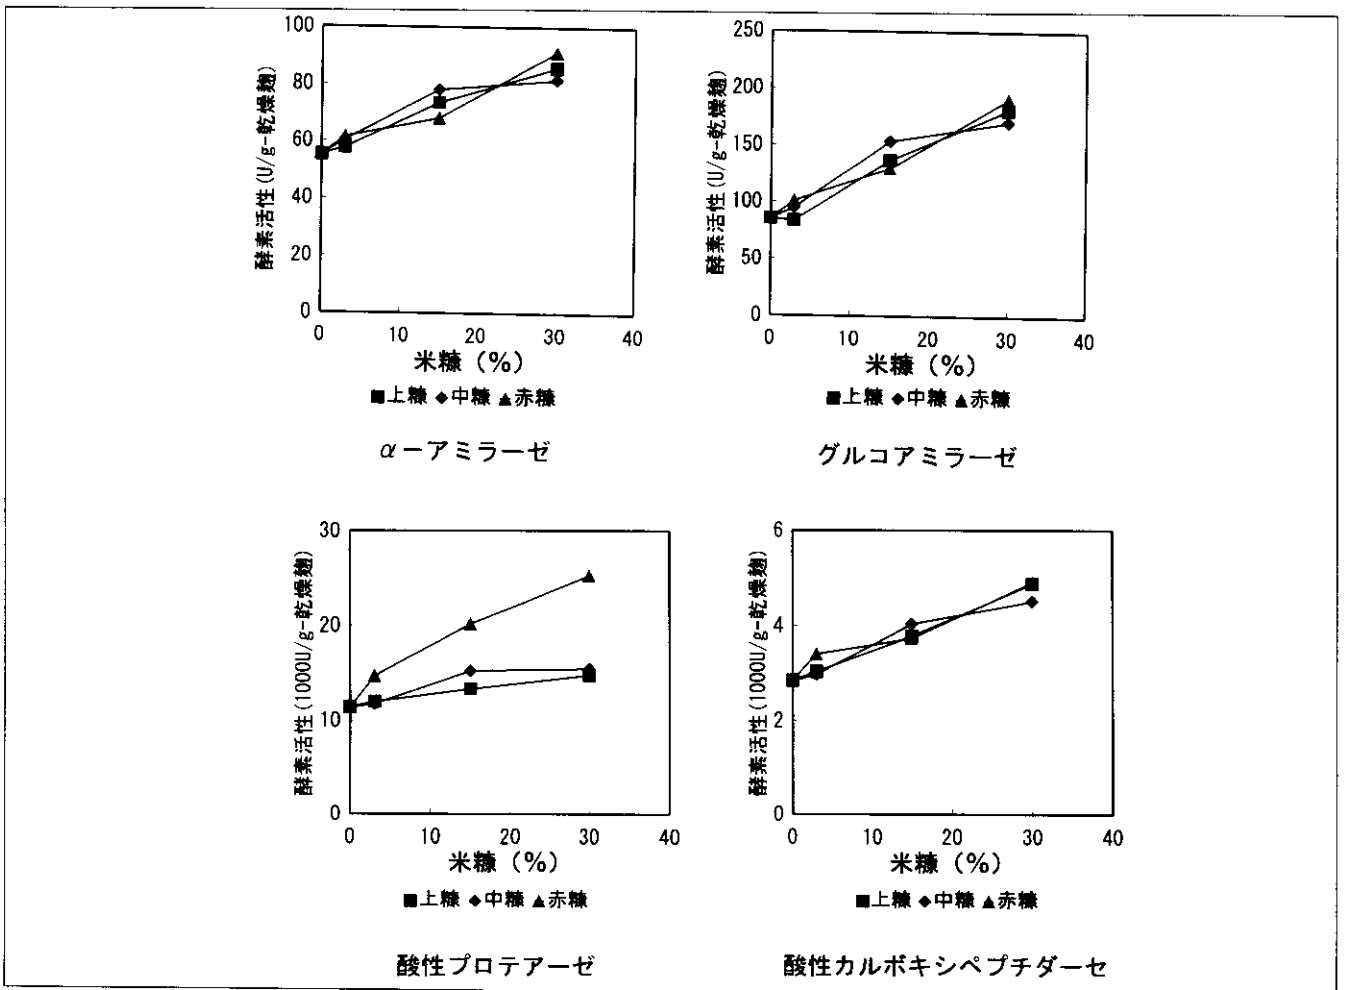 100
80
60
40
20
0
酵素活性(U/g-乾燥麹)
0 10 20 30 40
米糠(%)
■上糠 ◆中糠 ▲赤糠
α-アミラーゼ
250
200
150
100
50
0
酵素活性(U/g-乾燥麹)
0 10 20 30 40
米糠(%)
■上糠 ◆中糠 ▲赤糠
グルコアミラーゼ
30
20
10
0
酵素活性(1000U/g-乾燥麹)
0 10 20 30 40
米糠(%)
■上糠 ◆中糠 ▲赤糠
酸性プロテアーゼ
6
4
2
0
酵素活性(1000U/g-乾燥麹)
0 10 20 30 40
米糠(%)
■上糠 ◆中糠 ▲赤糠
酸性カルボキシペプチダーセ